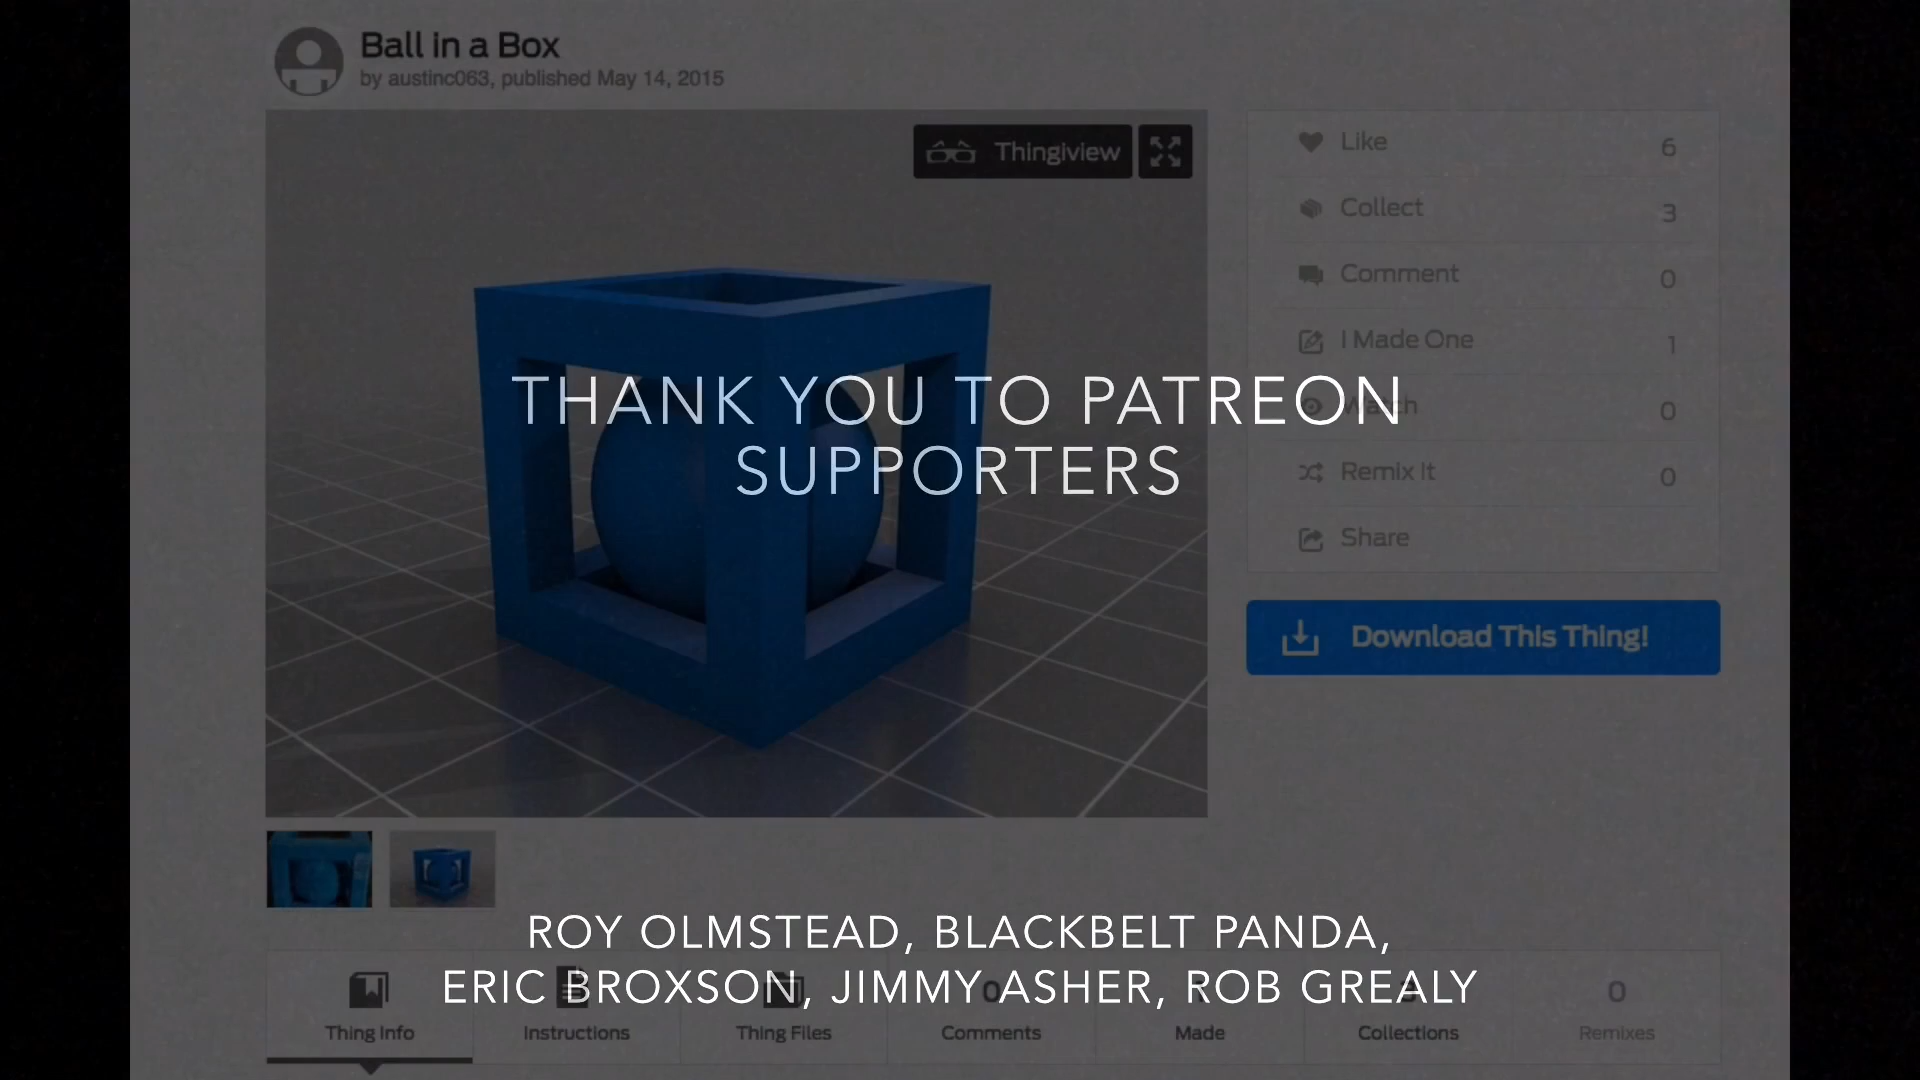 Ball in a Box
by austinc063, published May 14, 2015
Thingiview
Like 6
Collect 3
Comment 0
I Made One 1
Watch 0
Remix It 0
Share
THANK YOU TO PATREON
SUPPORTERS
Download This Thing!
ROY OLMSTEAD, BLACKBELT PANDA,
ERIC BROXSON, JIMMY ASHER, ROB GREALY
0
0
Thing Info
Instructions
Thing Files
Comments
Made
Collections
Remixes